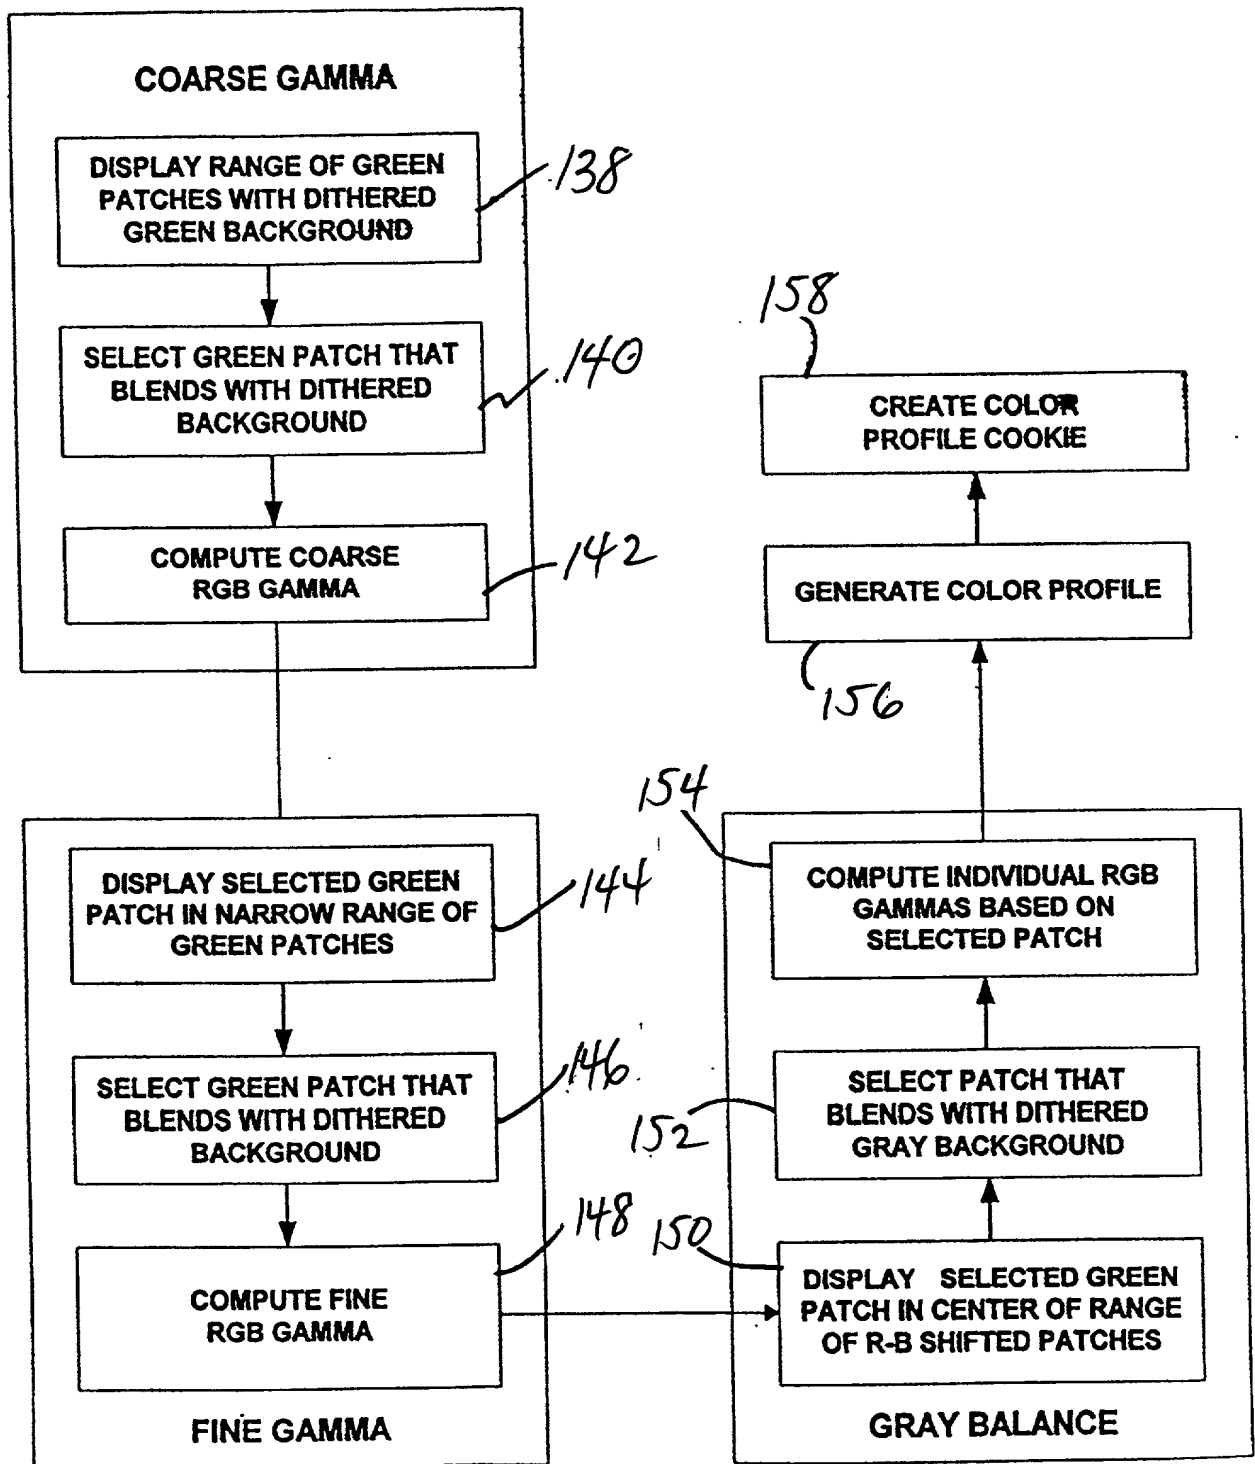 COARSE GAMMA
DISPLAY RANGE OF GREEN
PATCHES WITH DITHERED
GREEN BACKGROUND
138
SELECT GREEN PATCH THAT
BLENDS WITH DITHERED
BACKGROUND
140
COMPUTE COARSE
RGB GAMMA
142
DISPLAY SELECTED GREEN
PATCH IN NARROW RANGE OF
GREEN PATCHES
144
SELECT GREEN PATCH THAT
BLENDS WITH DITHERED
BACKGROUND
146
COMPUTE FINE
RGB GAMMA
148
FINE GAMMA
150
DISPLAY SELECTED GREEN
PATCH IN CENTER OF RANGE
OF R-B SHIFTED PATCHES
152
SELECT PATCH THAT
BLENDS WITH DITHERED
GRAY BACKGROUND
154
COMPUTE INDIVIDUAL RGB
GAMMAS BASED ON
SELECTED PATCH
GRAY BALANCE
GENERATE COLOR PROFILE
156
158
CREATE COLOR
PROFILE COOKIE